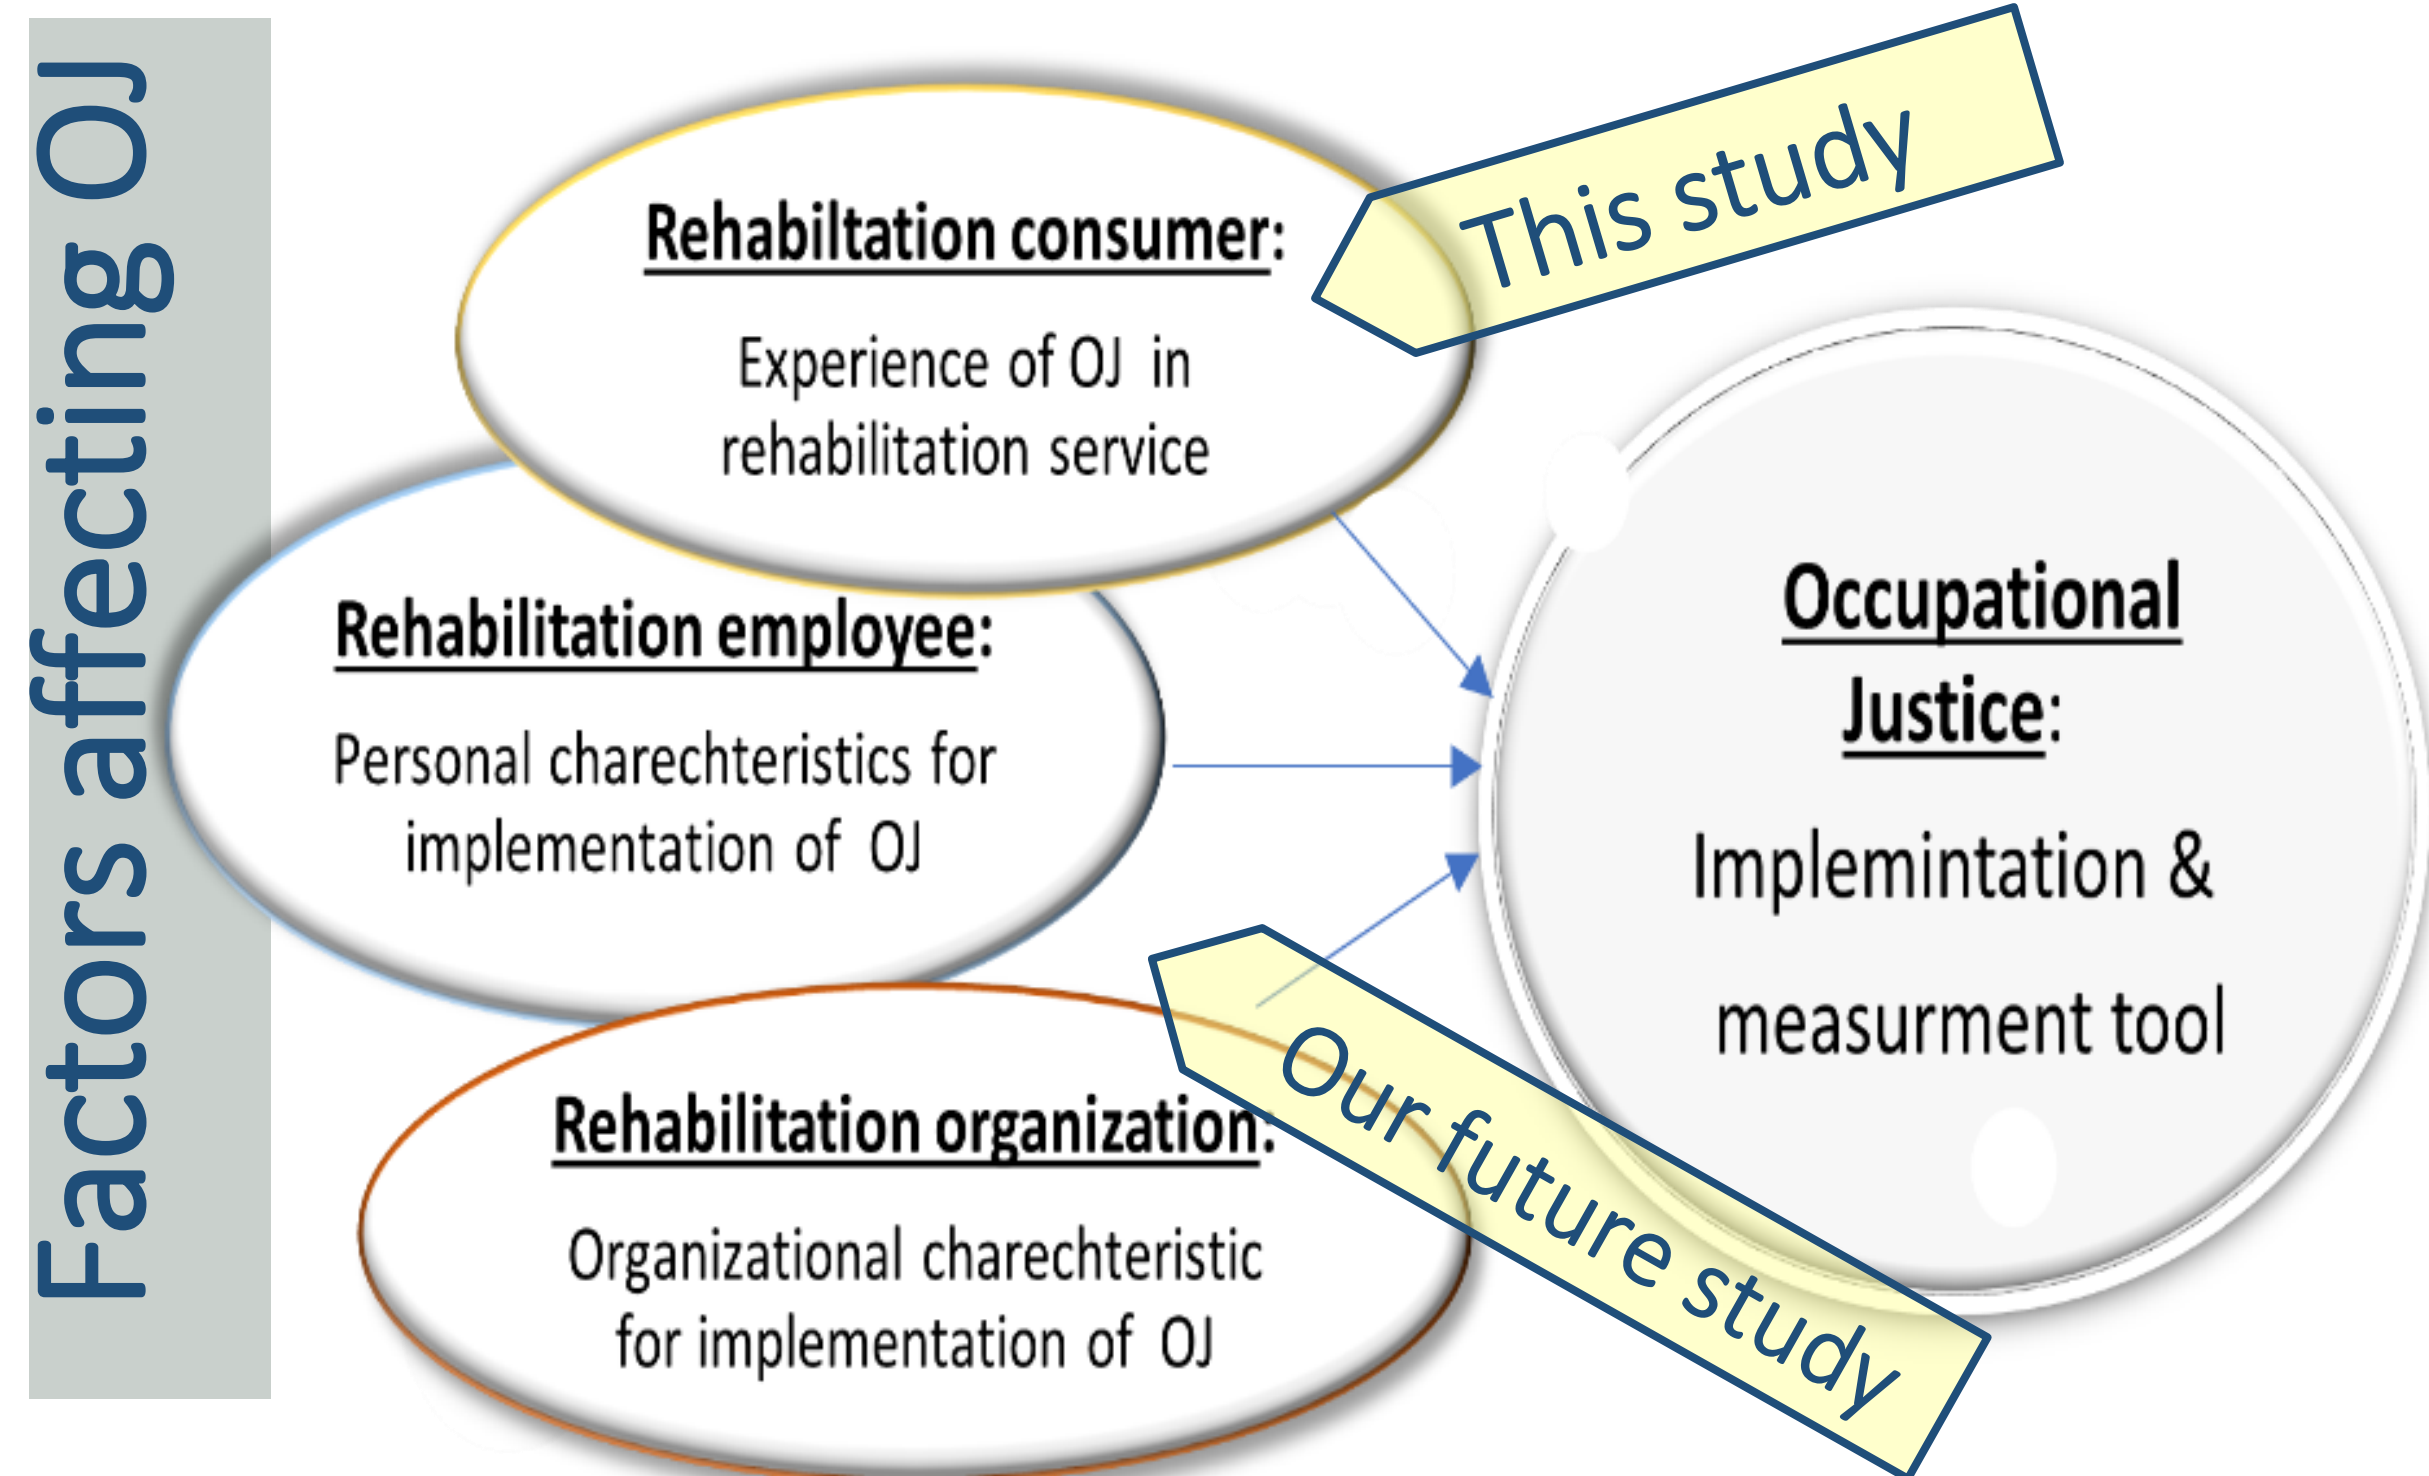 Factors affecting OJ
This study
Rehabiltation consumer:
Experience of OJ in
rehabilitation service
Rehabilitation employee:
Personal charechteristics for
implementation of OJ
Rehabilitation organization:
Organizational charechteristic
for implementation of OJ
Our future study
Occupational
Justice:
Implemintation &
measurment tool